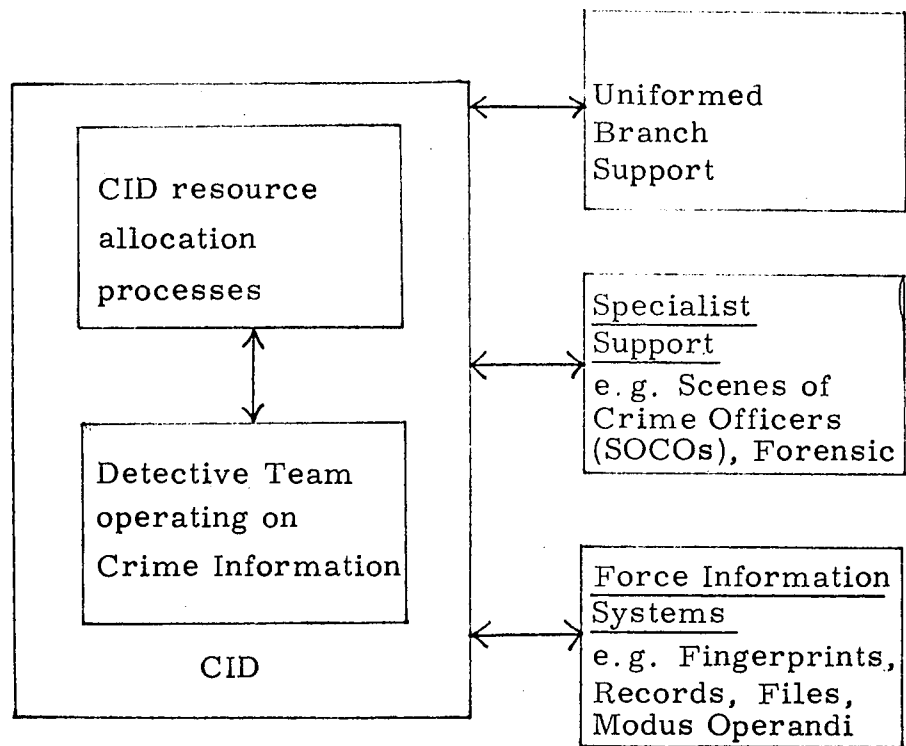 CID resource
allocation
processes
Detective Team
operating on
Crime Information
CID
Uniformed
Branch
Support
Specialist
Support
e.g. Scenes of
Crime Officers
(SOCOs), Forensic
Force Information
Systems
e.g. Fingerprints,
Records, Files,
Modus Operandi